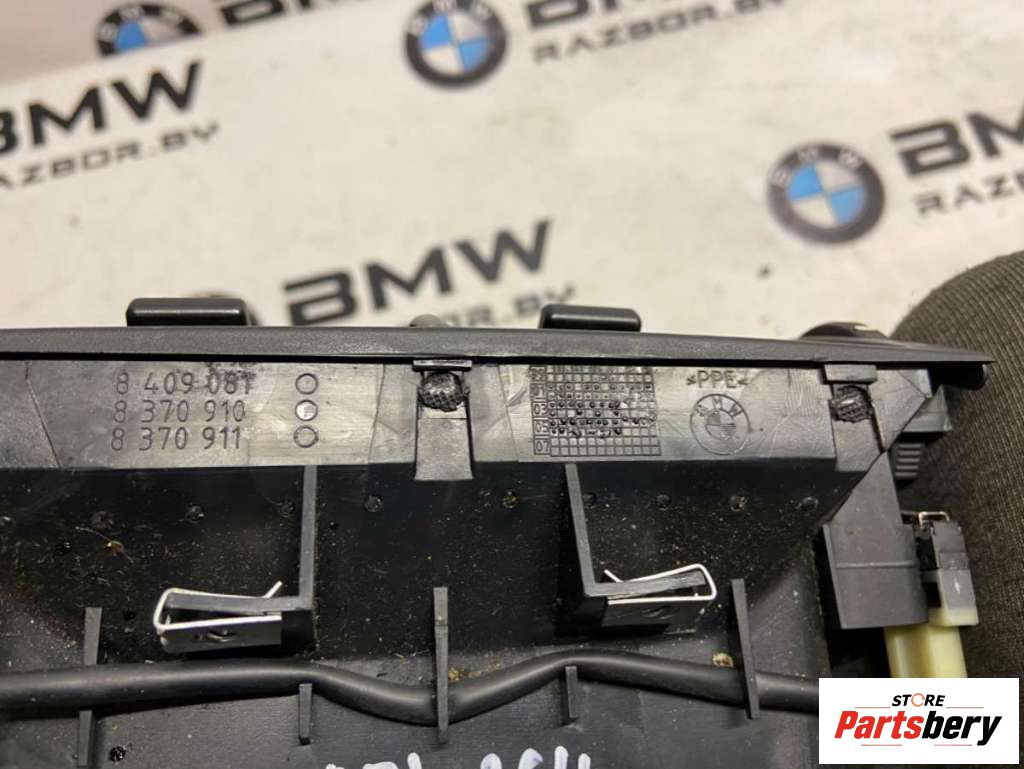 BMW
RAZBOR.BY
BMW
RAZBOR.BY
BMW
RAZBOR
BMW
8 409 081
8 370 910
8 370 911
>PPE<
BMW
STORE
Partsbery